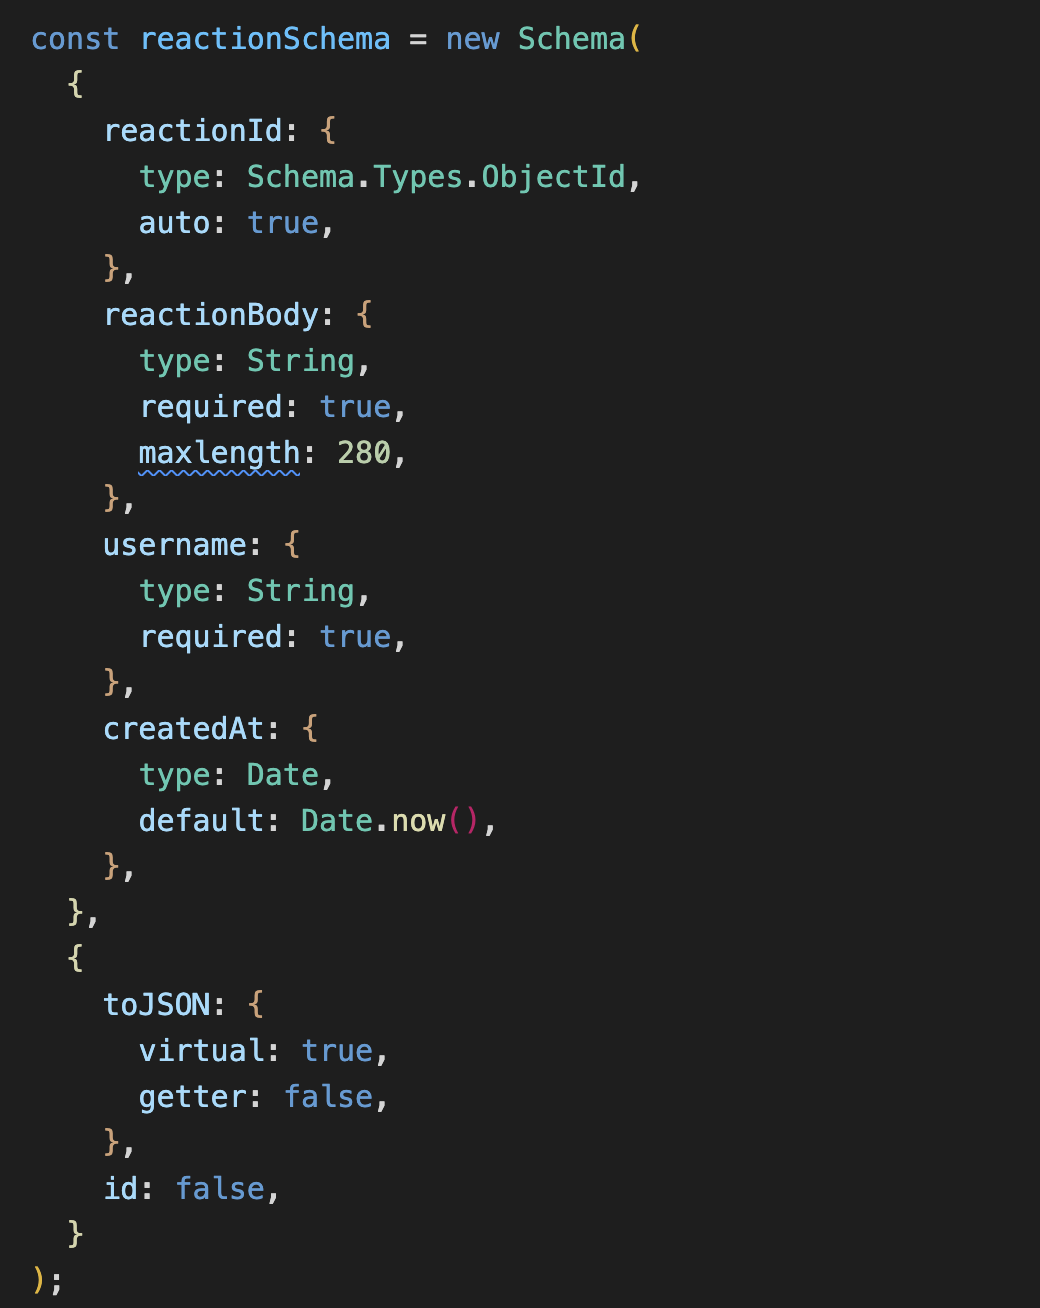 const reactionSchema = new Schema(
  {
    reactionId: {
      type: Schema.Types.ObjectId,
      auto: true,
    },
    reactionBody: {
      type: String,
      required: true,
      maxlength: 280,
    },
    username: {
      type: String,
      required: true,
    },
    createdAt: {
      type: Date,
      default: Date.now(),
    },
  },
  {
    toJSON: {
      virtual: true,
      getter: false,
    },
    id: false,
  }
);